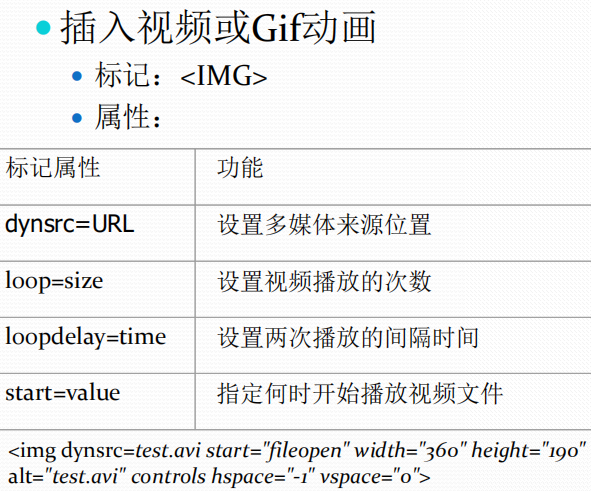 插入视频或Gif动画
标记：<IMG>
属性：
标记属性 功能
dynsrc=URL 设置多媒体来源位置
loop=size 设置视频播放的次数
loopdelay=time 设置两次播放的间隔时间
start=value 指定何时开始播放视频文件
<img dynsrc=test.avi start="fileopen" width="360" height="190"
alt="test.avi" controls hspace="-1" vspace="0">